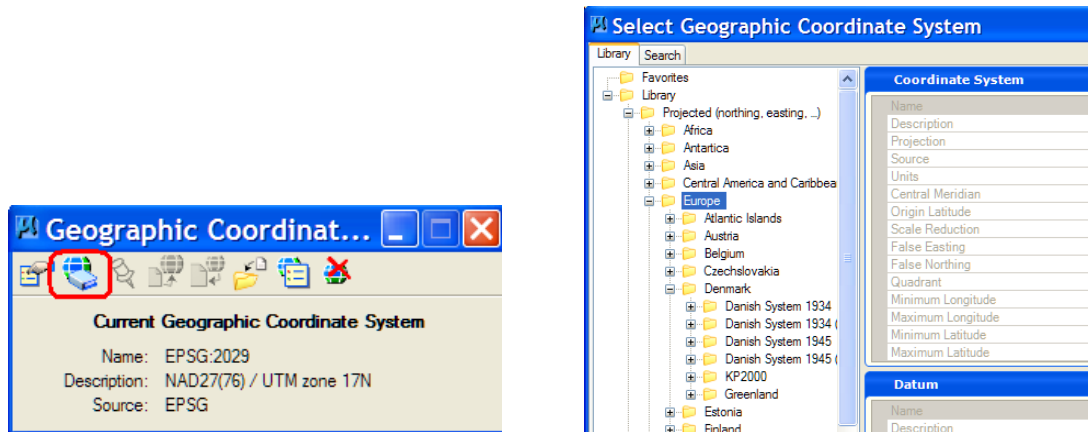 Geographic Coordinat...
Current Geographic Coordinate System
Name: EPSG:2029
Description: NAD27(76) / UTM zone 17N
Source: EPSG
Select Geographic Coordinate System
Library Search
Favorites
Library
Projected (northing, easting, ...)
Africa
Antartica
Asia
Central America and Caribbea
Europe
Atlantic Islands
Austria
Belgium
Czechslovakia
Denmark
Danish System 1934
Danish System 1934 (
Danish System 1945
Danish System 1945 (
KP2000
Greenland
Estonia
Finland
Coordinate System
Name
Description
Projection
Source
Units
Central Meridian
Origin Latitude
Scale Reduction
False Easting
False Northing
Quadrant
Minimum Longitude
Maximum Longitude
Minimum Latitude
Maximum Latitude
Datum
Name
Description